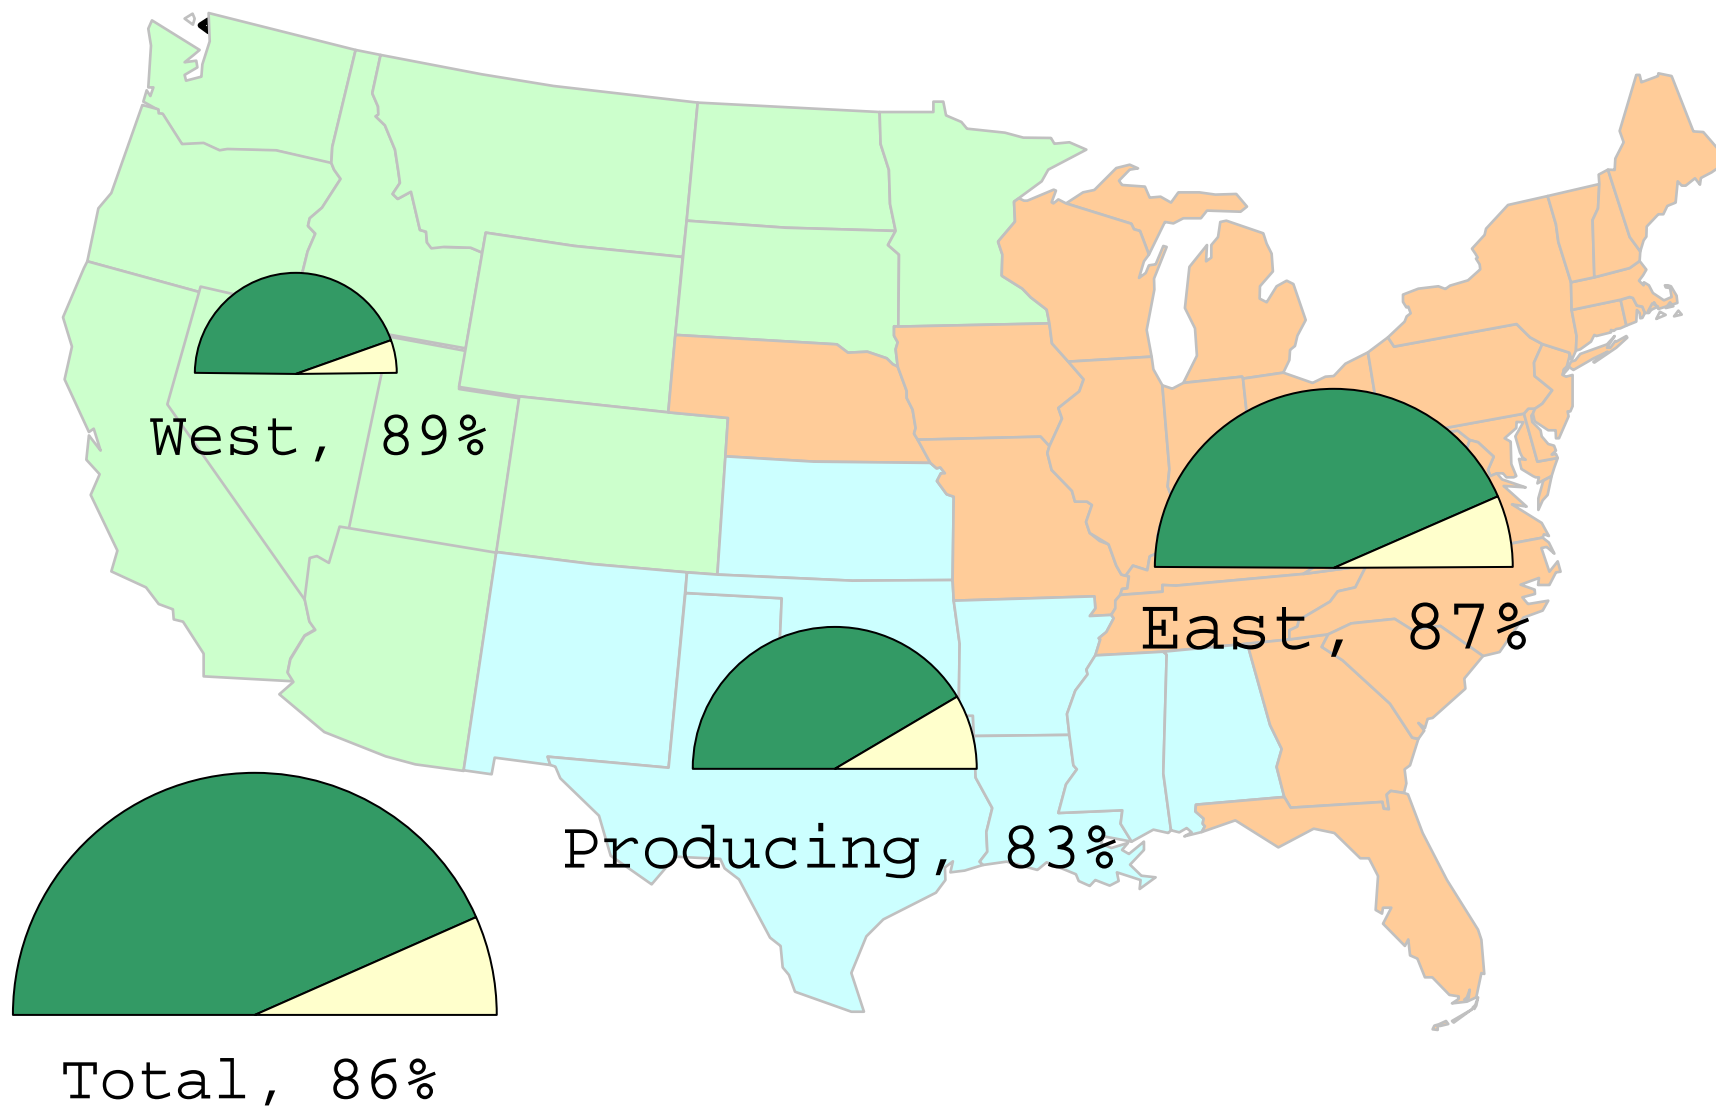 West, 89%
East, 87%
Producing, 83%
Total, 86%